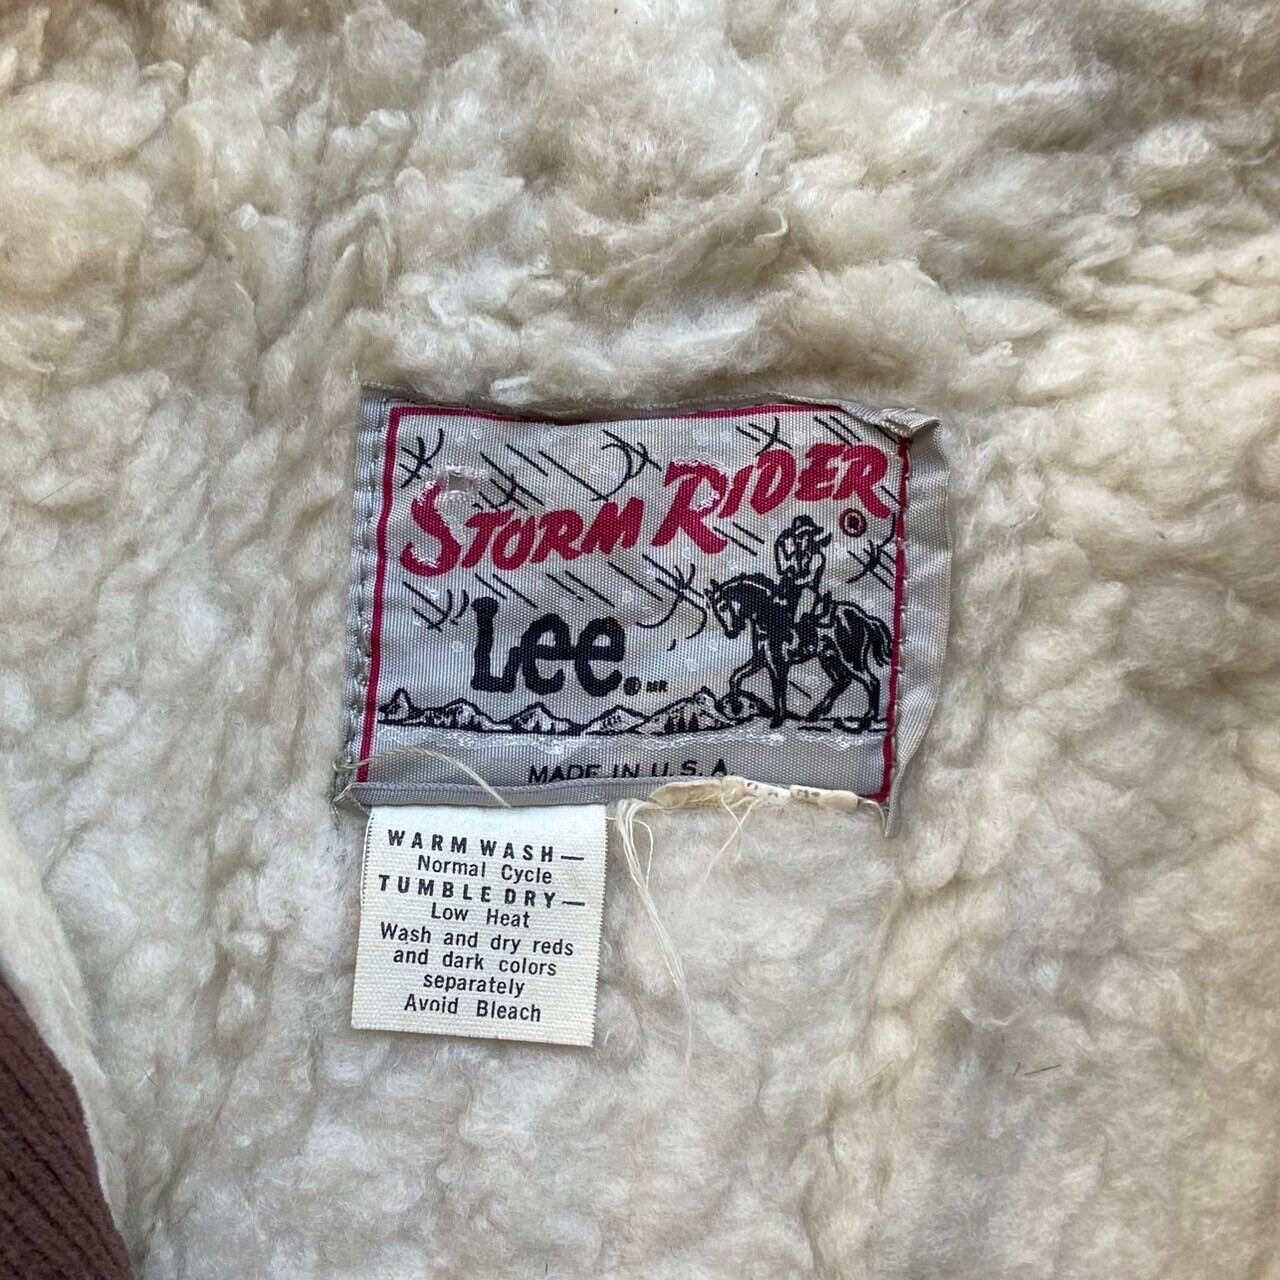 STORM RIDER
®
Lee. ® MR
MADE IN U.S.A
WARM WASH—
Normal Cycle
TUMBLE DRY—
Low Heat
Wash and dry reds
and dark colors
separately
Avoid Bleach